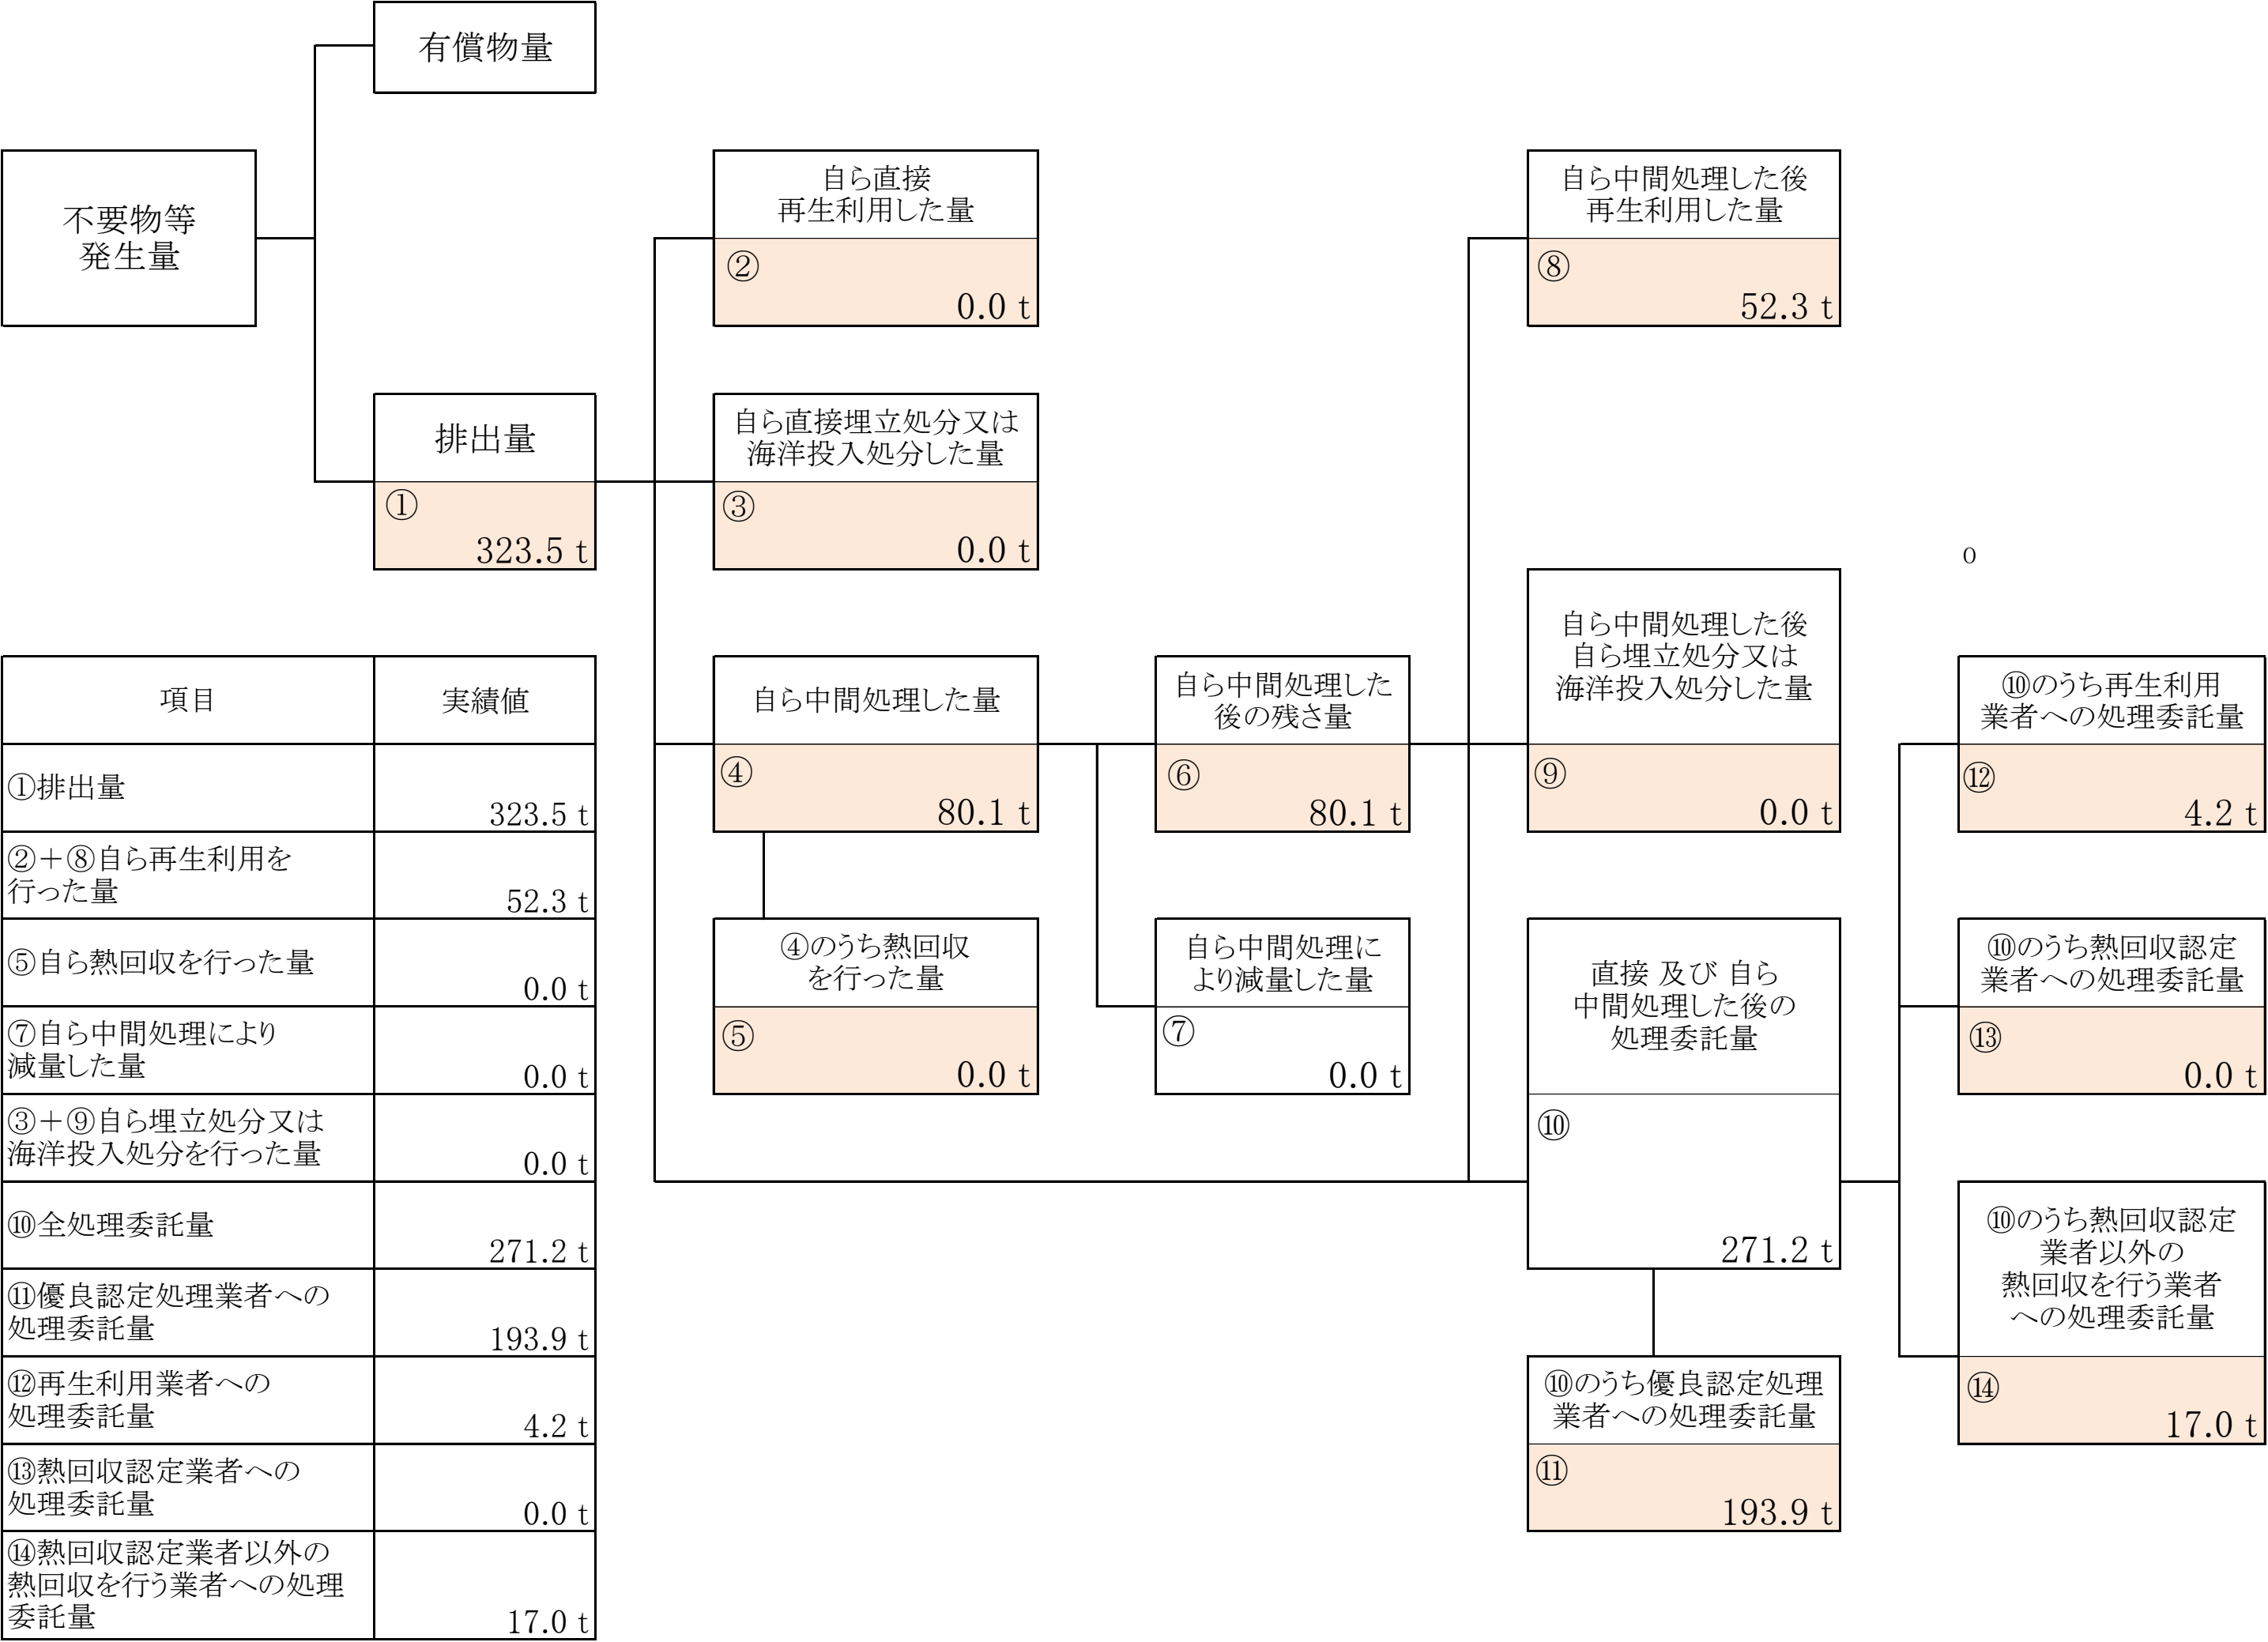 有償物量
不要物等
発生量
自ら直接
再生利用した量
②
0.0 t
自ら中間処理した後
再生利用した量
⑧
52.3 t
排出量
①
323.5 t
自ら直接埋立処分又は
海洋投入処分した量
③
0.0 t
0
項目
実績値
①排出量
323.5 t
②＋⑧自ら再生利用を
行った量
52.3 t
⑤自ら熱回収を行った量
0.0 t
⑦自ら中間処理により
減量した量
0.0 t
③＋⑨自ら埋立処分又は
海洋投入処分を行った量
0.0 t
⑩全処理委託量
271.2 t
⑪優良認定処理業者への
処理委託量
193.9 t
⑫再生利用業者への
処理委託量
4.2 t
⑬熱回収認定業者への
処理委託量
0.0 t
⑭熱回収認定業者以外の
熱回収を行う業者への処理
委託量
17.0 t
自ら中間処理した量
④
80.1 t
④のうち熱回収
を行った量
⑤
0.0 t
自ら中間処理した
後の残さ量
⑥
80.1 t
自ら中間処理に
より減量した量
⑦
0.0 t
自ら中間処理した後
自ら埋立処分又は
海洋投入処分した量
⑨
0.0 t
直接 及び 自ら
中間処理した後の
処理委託量
⑩
271.2 t
⑩のうち優良認定処理
業者への処理委託量
⑪
193.9 t
⑩のうち再生利用
業者への処理委託量
⑫
4.2 t
⑩のうち熱回収認定
業者への処理委託量
⑬
0.0 t
⑩のうち熱回収認定
業者以外の
熱回収を行う業者
への処理委託量
⑭
17.0 t